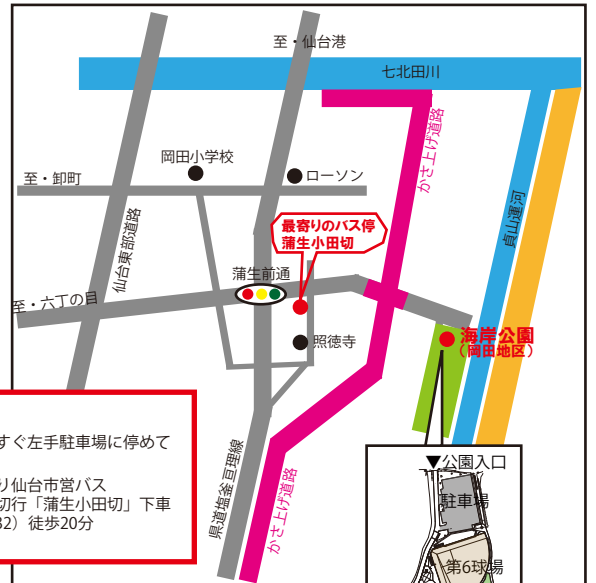 至・仙台港
七北田川
かさ上げ道路
岡田小学校
ローソン
至・卸町
仙台東部道路
貞山運河
最寄りのバス停
蒲生小田切
蒲生前通
至・六丁の目
照徳寺
海岸公園
（岡田地区）
すぐ左手駐車場に停めて
り仙台市営バス
切行「蒲生小田切」下車
32）徒歩20分
県道塩釜亘理線
かさ上げ道路
▼公園入口
駐車場
第6球場